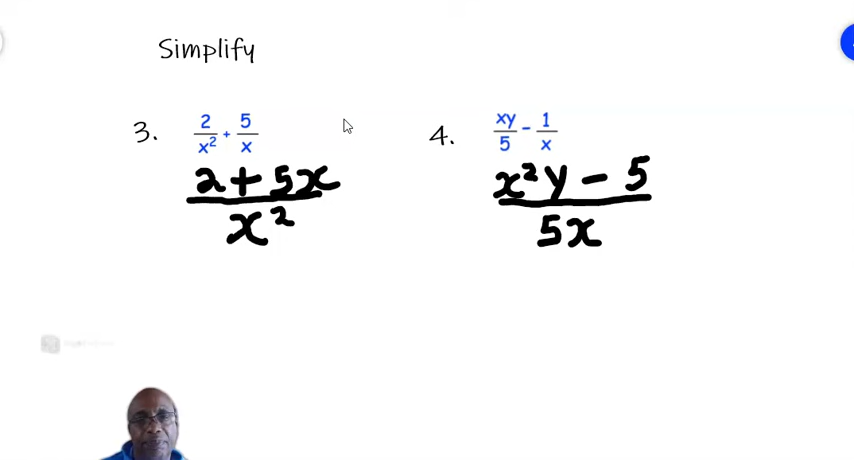 Simplify
3. 2/x² + 5/x
4. xy/5 - 1/x
2 + 5x / x²
x²y - 5 / 5x